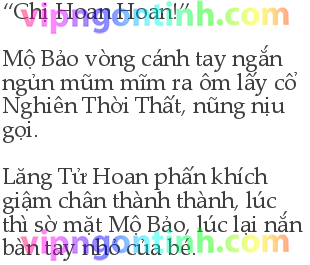 “Chị Hoan Hoan!”
vipngontinh.com
Mộ Bảo vòng cánh tay ngắn
ngủn mũm mĩm ra ôm lấy cổ
Nghiên Thời Thất, nũng nịu
gọi.
Lăng Tử Hoan phấn khích
giậm chân thành thành, lúc
thì sờ mặt Mộ Bảo, lúc lại nắn
bàn tay nhỏ của bé.
vipngontinh.com